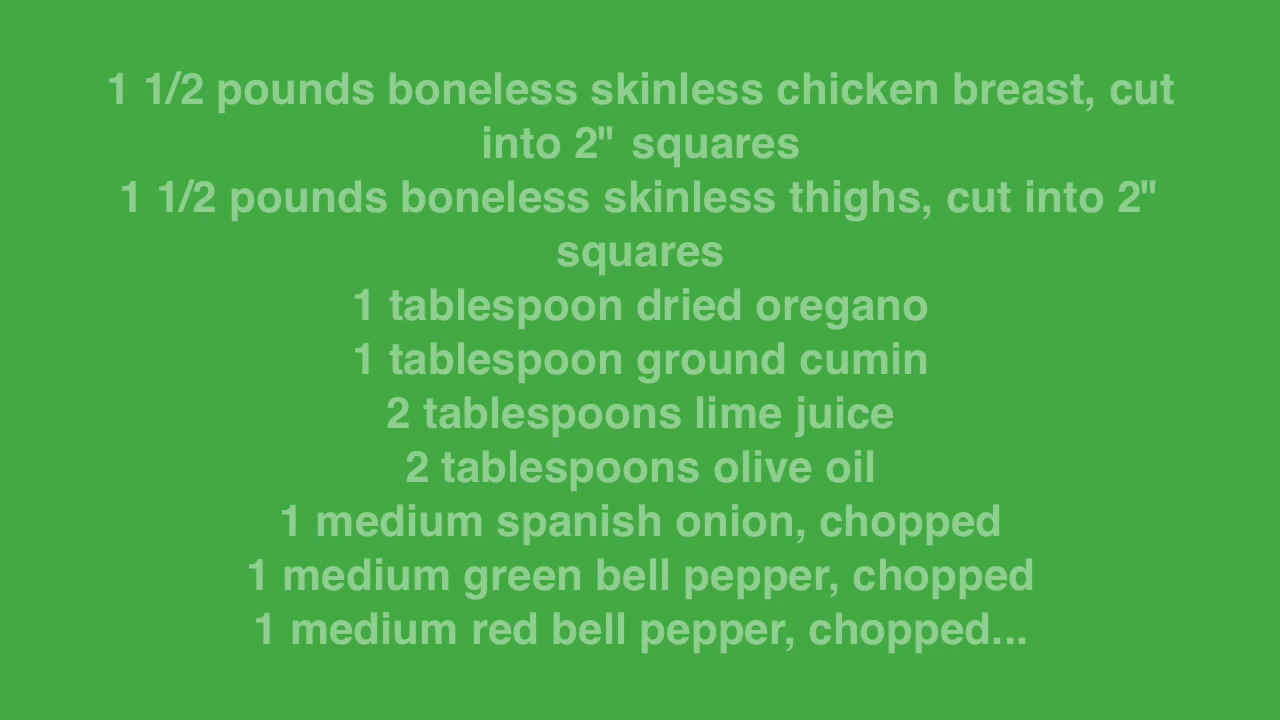 1 1/2 pounds boneless skinless chicken breast, cut
into 2" squares
1 1/2 pounds boneless skinless thighs, cut into 2"
squares
1 tablespoon dried oregano
1 tablespoon ground cumin
2 tablespoons lime juice
2 tablespoons olive oil
1 medium spanish onion, chopped
1 medium green bell pepper, chopped
1 medium red bell pepper, chopped...